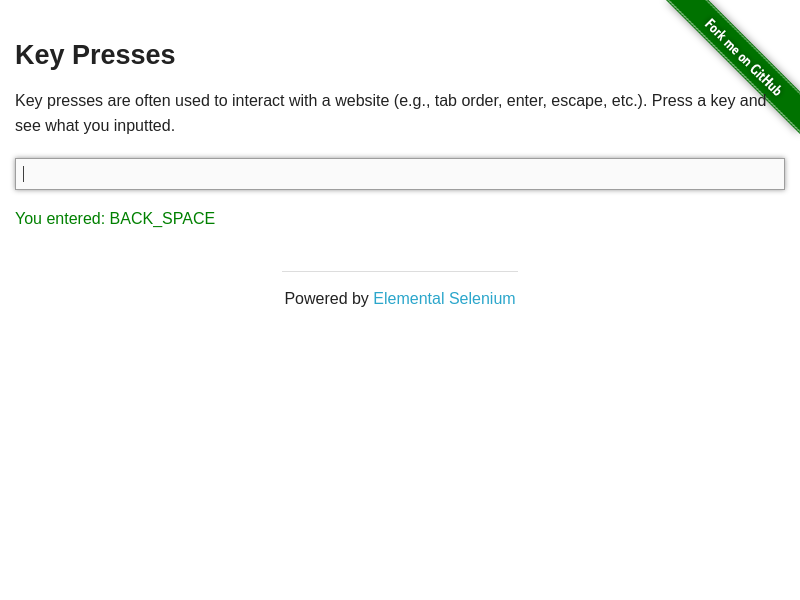 Fork me on GitHub
Key Presses
Key presses are often used to interact with a website (e.g., tab order, enter, escape, etc.). Press a key and
see what you inputted.
You entered: BACK_SPACE
Powered by Elemental Selenium